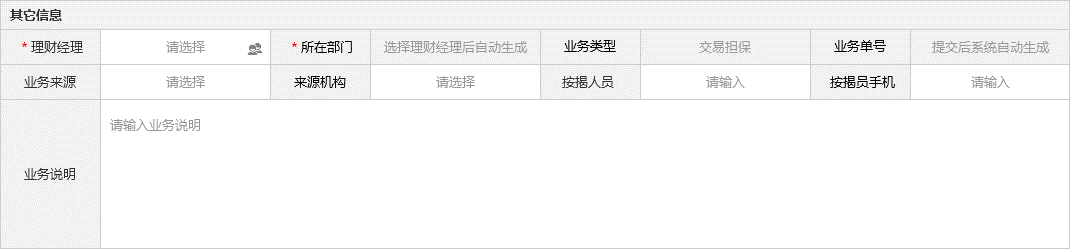 其它信息
* 理财经理 请选择 * 所在部门 选择理财经理后自动生成 业务类型 交易担保 业务单号 提交后系统自动生成
业务来源 请选择 来源机构 请选择 按揭人员 请输入 按揭员手机 请输入
业务说明 请输入业务说明